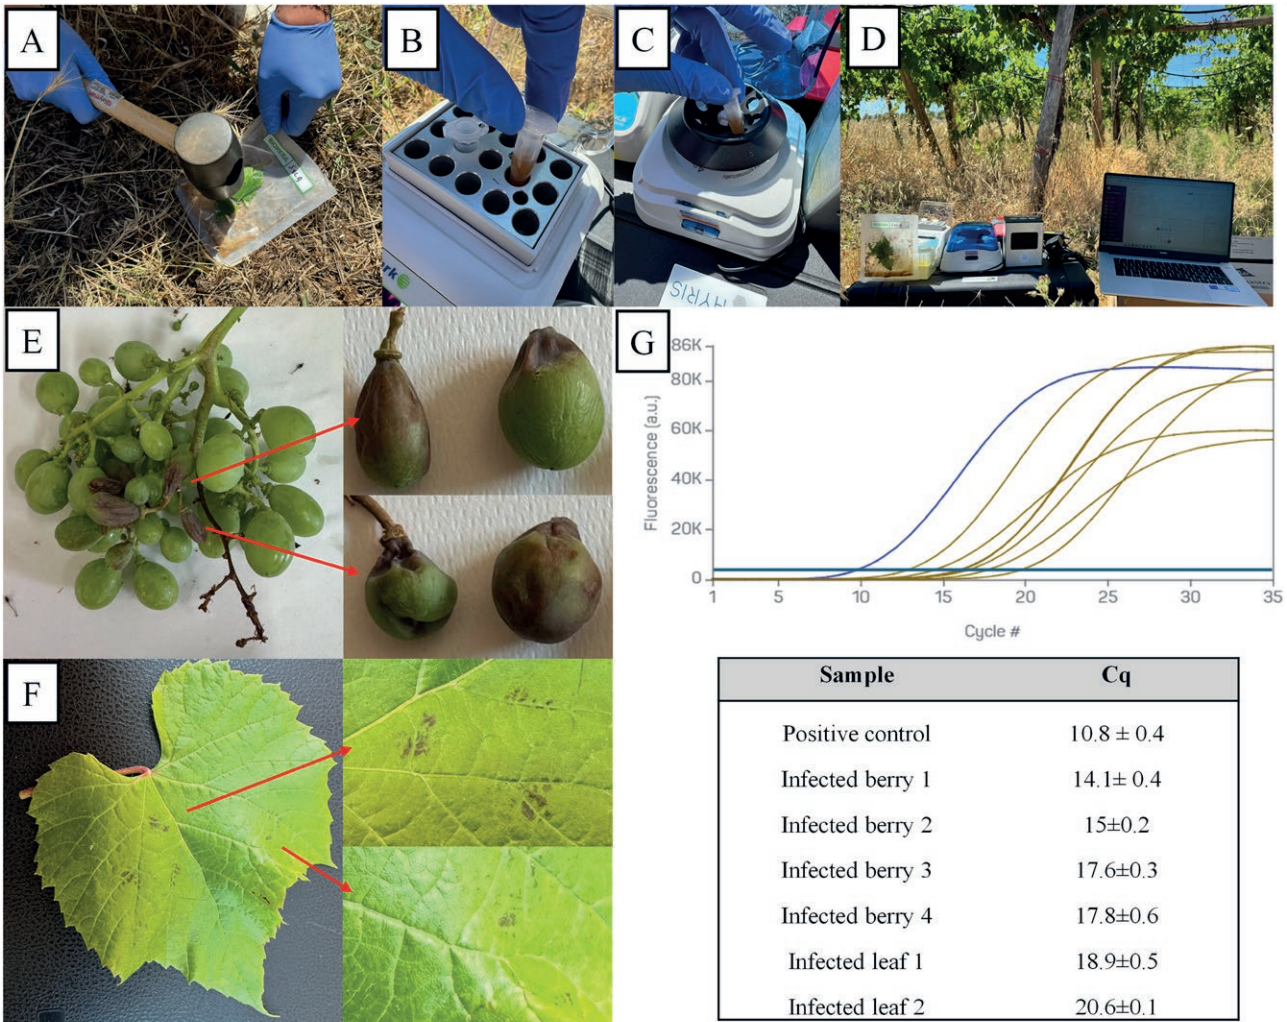 A
B
C
D
HYRIS
E
G
86K
80K
60K
40K
20K
0
Fluorescence (a.u.)
1 5 10 15 20 25 30 35
Cycle #
F
Sample Cq
Positive control 10.8 ± 0.4
Infected berry 1 14.1± 0.4
Infected berry 2 15±0.2
Infected berry 3 17.6±0.3
Infected berry 4 17.8±0.6
Infected leaf 1 18.9±0.5
Infected leaf 2 20.6±0.1